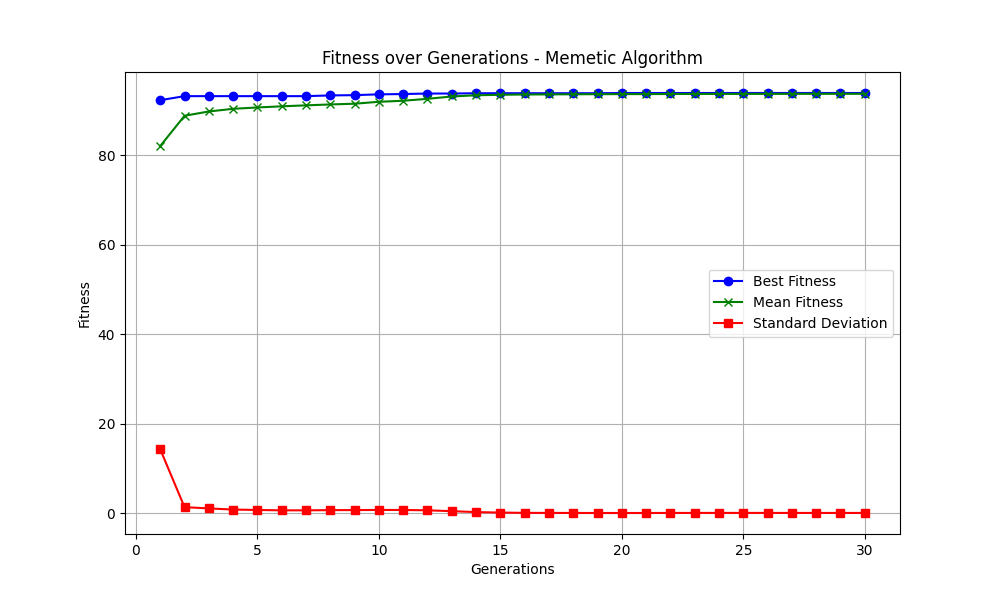 Fitness over Generations - Memetic Algorithm
Fitness
80
60
40
20
0
Best Fitness
Mean Fitness
Standard Deviation
0 5 10 15 20 25 30
Generations